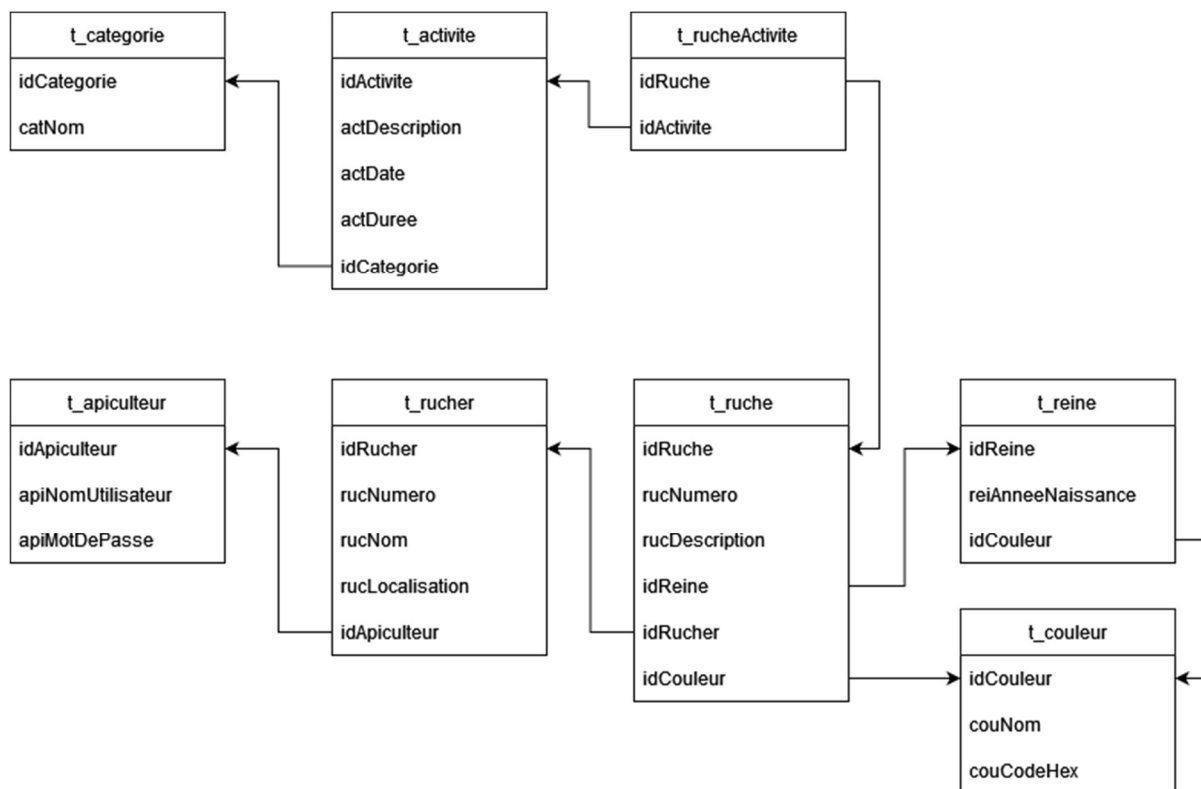 t_categorie
idCategorie
catNom
t_activite
idActivite
actDescription
actDate
actDuree
idCategorie
t_rucheActivite
idRuche
idActivite
t_apiculteur
idApiculteur
apiNomUtilisateur
apiMotDePasse
t_rucher
idRucher
rucNumero
rucNom
rucLocalisation
idApiculteur
t_ruche
idRuche
rucNumero
rucDescription
idReine
idRucher
idCouleur
t_reine
idReine
reiAnneeNaissance
idCouleur
t_couleur
idCouleur
couNom
couCodeHex